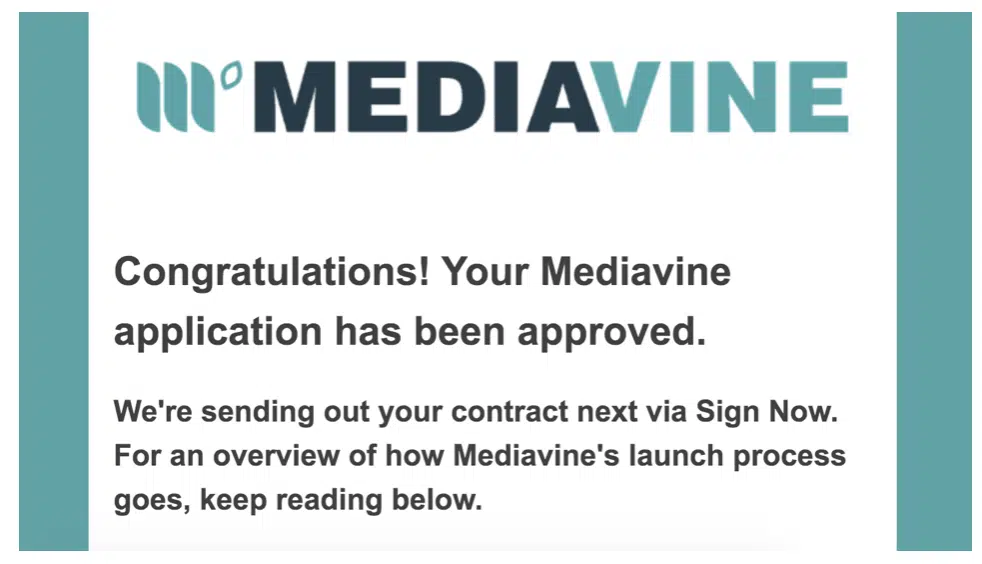 MEDIAVINE
Congratulations! Your Mediavine
application has been approved.
We're sending out your contract next via Sign Now.
For an overview of how Mediavine's launch process
goes, keep reading below.